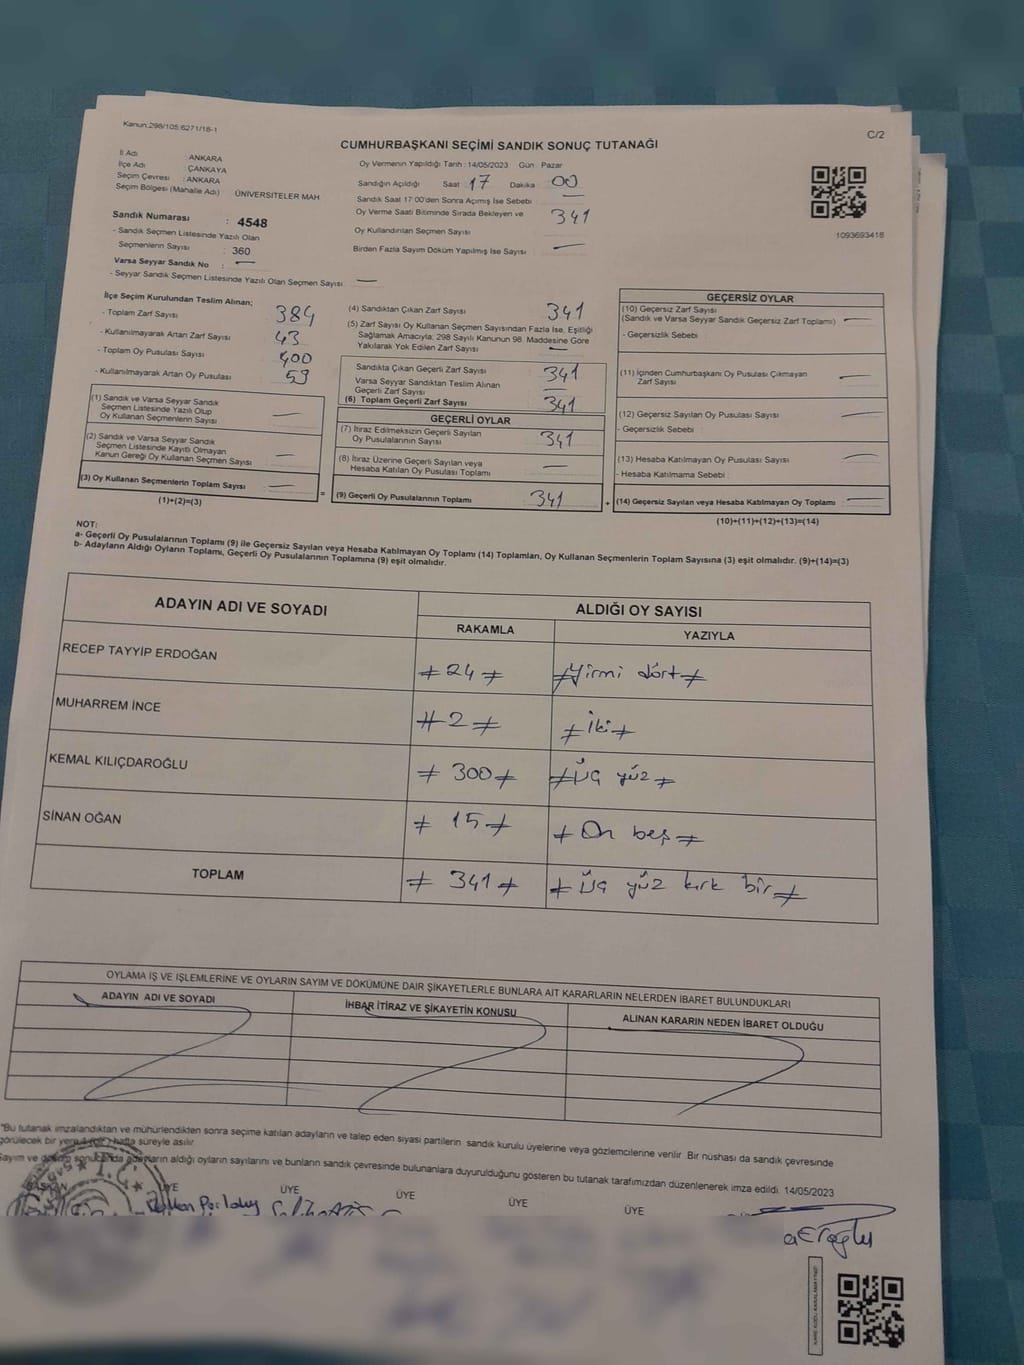 Kanun:298/105;6271/18-1
C/2
CUMHURBAŞKANI SEÇİMİ SANDIK SONUÇ TUTANAĞI
İl Adı : ANKARA
İlçe Adı : ÇANKAYA
Seçim Çevresi : ANKARA
Seçim Bölgesi (Mahalle Adı) ÜNİVERSİTELER MAH
Sandık Numarası : 4548
- Sandık Seçmen Listesinde Yazılı Olan
Seçmenlerin Sayısı : 360
Varsa Seyyar Sandık No : —
- Seyyar Sandık Seçmen Listesinde Yazılı Olan Seçmen Sayısı: —
Oy Vermenin Yapıldığı Tarih : 14/05/2023 Gün : Pazar
Sandığın Açıldığı Saat 17 Dakika 00
Sandık Saat 17:00'den Sonra Açılmış İse Sebebi —
Oy Verme Saati Bitiminde Sırada Bekleyen ve 341
Oy Kullandırılan Seçmen Sayısı
Birden Fazla Sayım Döküm Yapılmış İse Sayısı —
1093693418
İlçe Seçim Kurulundan Teslim Alınan;
- Toplam Zarf Sayısı 384
- Kullanılmayarak Artan Zarf Sayısı 43
- Toplam Oy Pusulası Sayısı 400
- Kullanılmayarak Artan Oy Pusulası 59
(1) Sandık ve Varsa Seyyar Sandık
Seçmen Listesinde Yazılı Olup
Oy Kullanan Seçmenlerin Sayısı —
(2) Sandık ve Varsa Seyyar Sandık
Seçmen Listesinde Kayıtlı Olmayan
Kanun Gereği Oy Kullanan Seçmen Sayısı —
(3) Oy Kullanan Seçmenlerin Toplam Sayısı —
(1)+(2)=(3)
(4) Sandıktan Çıkan Zarf Sayısı 341
(5) Zarf Sayısı Oy Kullanan Seçmen Sayısından Fazla İse, Eşitliği
Sağlamak Amacıyla; 298 Sayılı Kanunun 98. Maddesine Göre
Yakılarak Yok Edilen Zarf Sayısı —
Sandıkta Çıkan Geçerli Zarf Sayısı 341
Varsa Seyyar Sandıktan Teslim Alınan
Geçerli Zarf Sayısı —
(6) Toplam Geçerli Zarf Sayısı 341
GEÇERLİ OYLAR
(7) İtiraz Edilmeksizin Geçerli Sayılan
Oy Pusulalarının Sayısı 341
(8) İtiraz Üzerine Geçerli Sayılan veya
Hesaba Katılan Oy Pusulası Toplamı —
= (9) Geçerli Oy Pusulalarının Toplamı 341 +
GEÇERSİZ OYLAR
(10) Geçersiz Zarf Sayısı
(Sandık ve Varsa Seyyar Sandık Geçersiz Zarf Toplamı) —
- Geçersizlik Sebebi
(11) İçinden Cumhurbaşkanı Oy Pusulası Çıkmayan
Zarf Sayısı —
(12) Geçersiz Sayılan Oy Pusulası Sayısı —
- Geçersizlik Sebebi
(13) Hesaba Katılmayan Oy Pusulası Sayısı —
- Hesaba Katılmama Sebebi
(14) Geçersiz Sayılan veya Hesaba Katılmayan Oy Toplamı —
(10)+(11)+(12)+(13)=(14)
NOT:
a- Geçerli Oy Pusulalarının Toplamı (9) ile Geçersiz Sayılan veya Hesaba Katılmayan Oy Toplamı (14) Toplamları, Oy Kullanan Seçmenlerin Toplam Sayısına (3) eşit olmalıdır. (9)+(14)=(3)
b- Adayların Aldığı Oyların Toplamı, Geçerli Oy Pusulalarının Toplamına (9) eşit olmalıdır.
ADAYIN ADI VE SOYADI ALDIĞI OY SAYISI
RAKAMLA YAZIYLA
RECEP TAYYİP ERDOĞAN ≠ 24 ≠ ≠ Yirmi dört ≠
MUHARREM İNCE ≠ 2 ≠ ≠ İki ≠
KEMAL KILIÇDAROĞLU ≠ 300 ≠ ≠ Üç yüz ≠
SİNAN OĞAN ≠ 15 ≠ ≠ On beş ≠
TOPLAM ≠ 341 ≠ ≠ Üç yüz kırk bir ≠
OYLAMA İŞ VE İŞLEMLERİNE VE OYLARIN SAYIM VE DÖKÜMÜNE DAİR ŞİKAYETLERLE BUNLARA AİT KARARLARIN NELERDEN İBARET BULUNDUKLARI
ADAYIN ADI VE SOYADI İHBAR İTİRAZ VE ŞİKAYETİN KONUSU ALINAN KARARIN NEDEN İBARET OLDUĞU
"Bu tutanak imzalandıktan ve mühürlendikten sonra seçime katılan adayların ve talep eden siyasi partilerin sandık kurulu üyelerine veya gözlemcilerine verilir. Bir nüshası da sandık çevresinde
görülecek bir yere hafta süreyle asılır.
Sayım ve döküm sonucunda adayların aldığı oyların sayılarını ve bunların sandık çevresinde bulunanlara duyurulduğunu gösteren bu tutanak tarafımızdan düzenlenerek imza edildi. 14/05/2023
BAŞKAN ÜYE ÜYE ÜYE ÜYE ÜYE